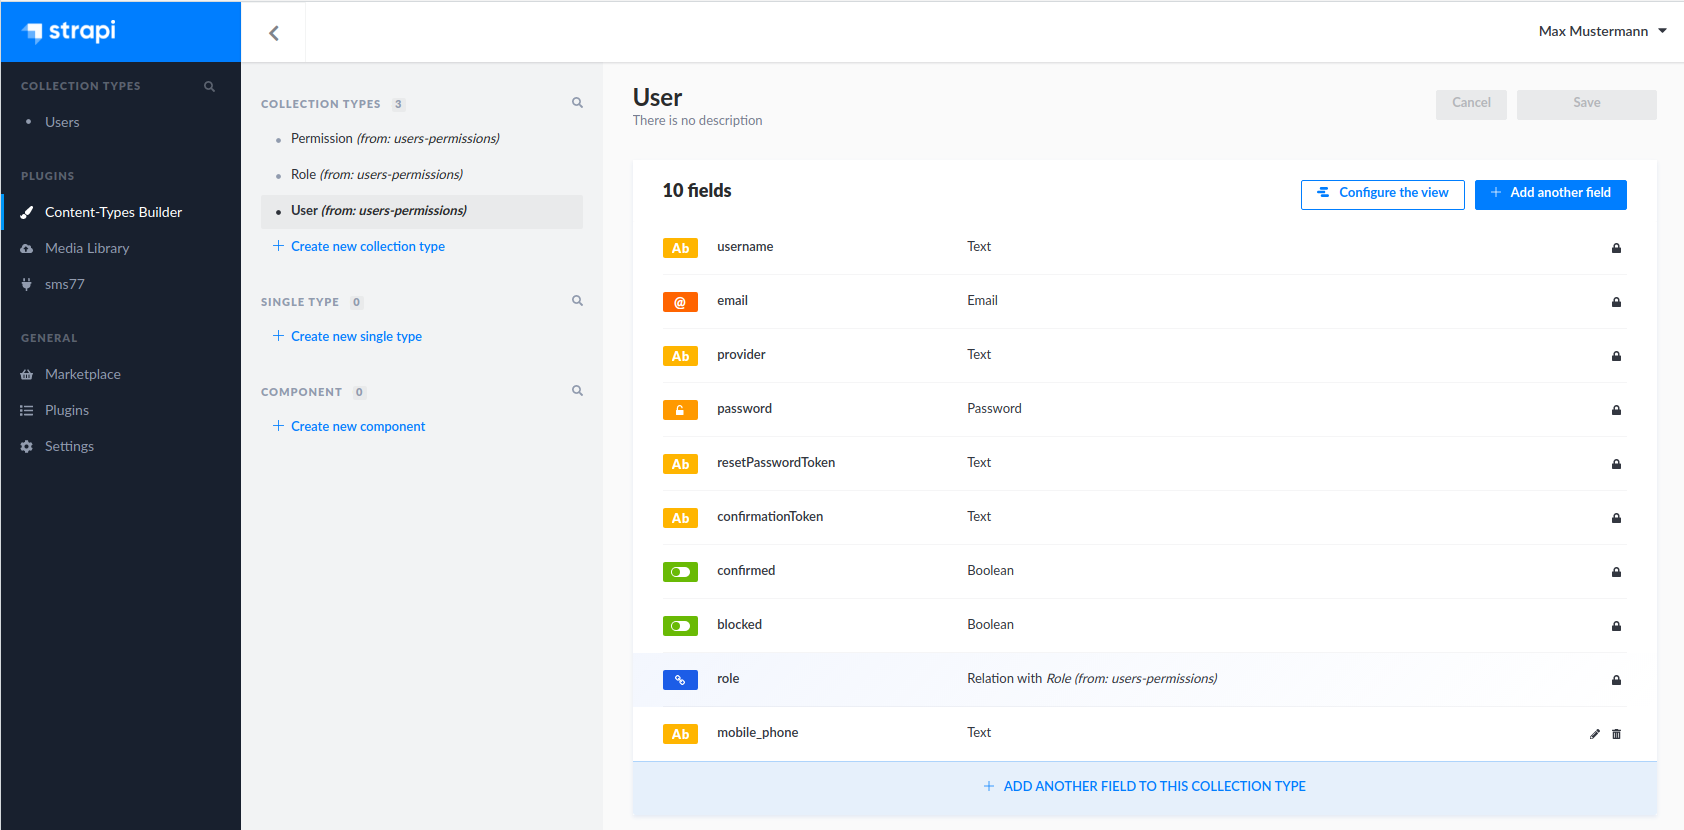 strapi
Max Mustermann
COLLECTION TYPES
Users
PLUGINS
Content-Types Builder
Media Library
sms77
GENERAL
Marketplace
Plugins
Settings
COLLECTION TYPES 3
Permission (from: users-permissions)
Role (from: users-permissions)
User (from: users-permissions)
+ Create new collection type
SINGLE TYPE 0
+ Create new single type
COMPONENT 0
+ Create new component
User
There is no description
Cancel Save
10 fields
Configure the view
+ Add another field
Ab username Text
@ email Email
Ab provider Text
password Password
Ab resetPasswordToken Text
Ab confirmationToken Text
confirmed Boolean
blocked Boolean
role Relation with Role (from: users-permissions)
Ab mobile_phone Text
+ ADD ANOTHER FIELD TO THIS COLLECTION TYPE